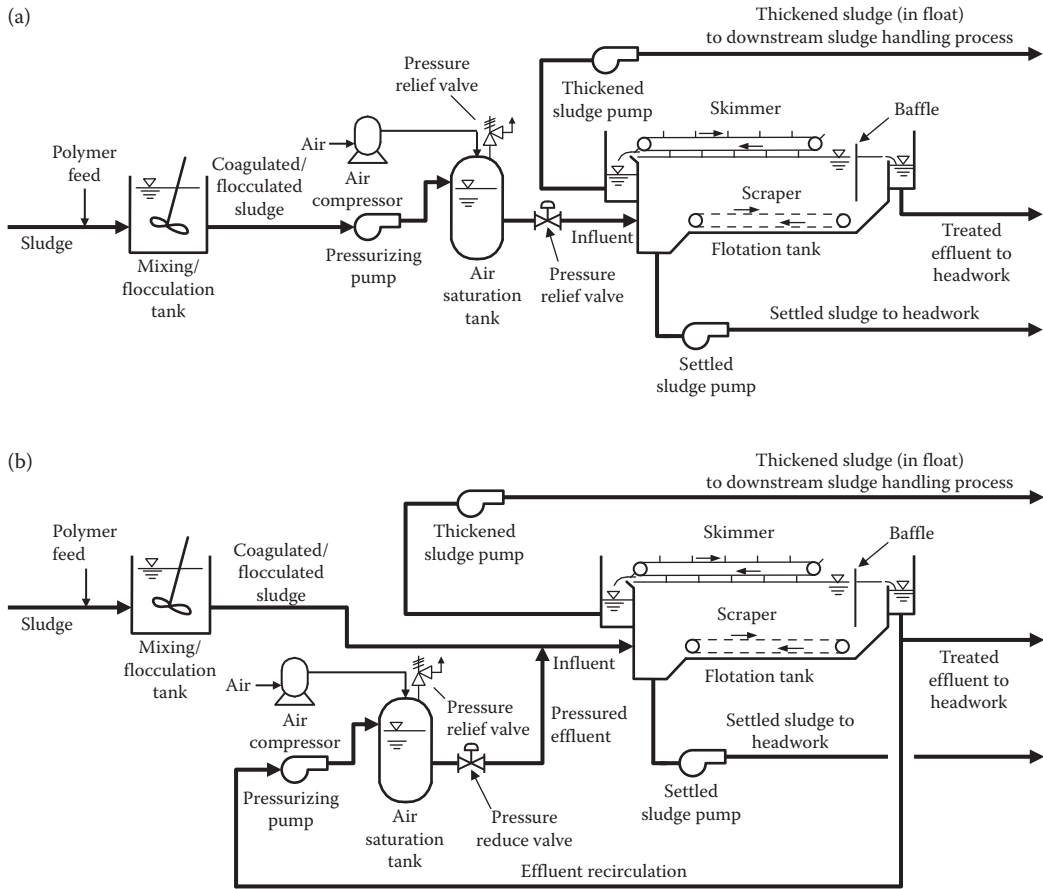 (a)
Thickened sludge (in float)
to downstream sludge handling process
Pressure
relief valve
Thickened
sludge pump
Skimmer
Baffle
Polymer
feed
Air
Coagulated/
flocculated
sludge
Air
compressor
Scraper
Sludge
Influent
Mixing/
flocculation
tank
Pressurizing
pump
Air
saturation
tank
Pressure
relief valve
Flotation tank
Treated
effluent to
headwork
Settled sludge to headwork
Settled
sludge pump
(b)
Thickened sludge (in float)
to downstream sludge handling process
Thickened
sludge pump
Skimmer
Baffle
Polymer
feed
Coagulated/
flocculated
sludge
Scraper
Sludge
Mixing/
flocculation
tank
Influent
Flotation tank
Treated
effluent to
headwork
Air
Air
compressor
Pressure
relief valve
Pressured
effluent
Settled sludge to
headwork
Pressurizing
pump
Air
saturation
tank
Pressure
reduce valve
Settled
sludge pump
Effluent recirculation